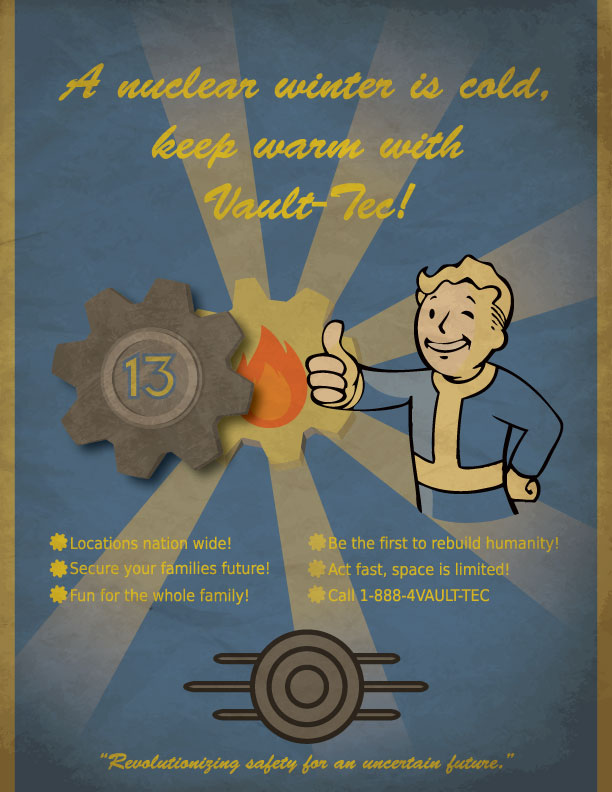 A nuclear winter is cold,
keep warm with
Vault-Tec!
13
Locations nation wide!
Secure your families future!
Fun for the whole family!
Be the first to rebuild humanity!
Act fast, space is limited!
Call 1-888-4VAULT-TEC
"Revolutionizing safety for an uncertain future."